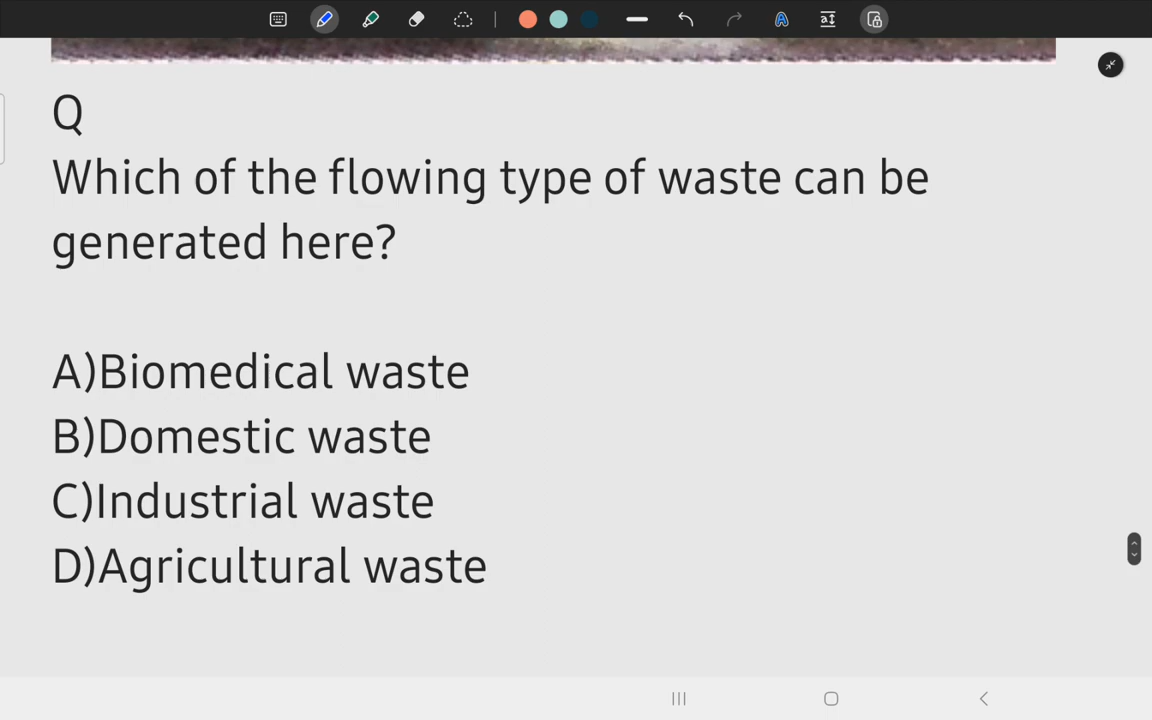 Q
Which of the flowing type of waste can be
generated here?
A)Biomedical waste
B)Domestic waste
C)Industrial waste
D)Agricultural waste